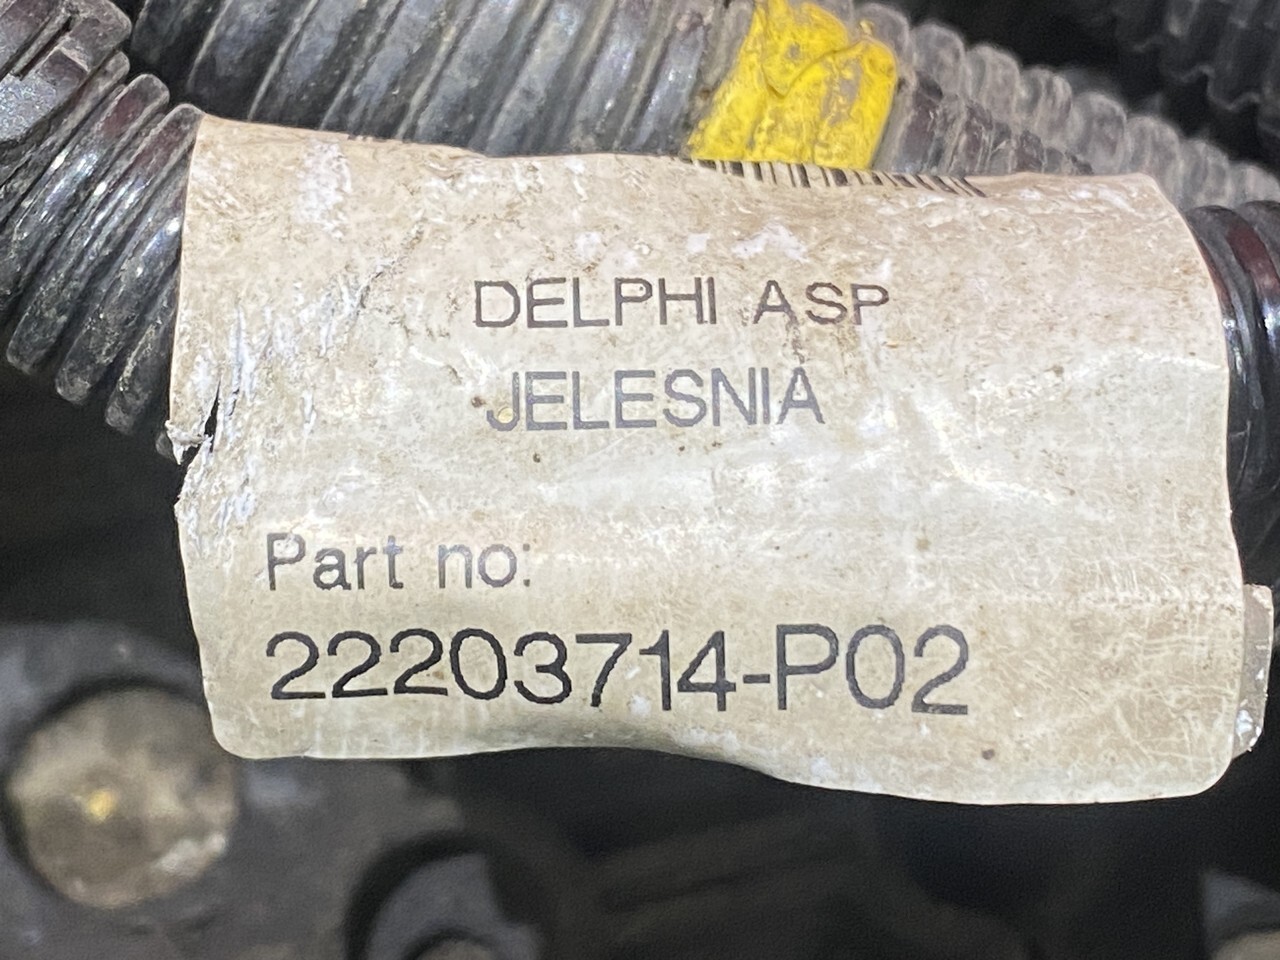 DELPHI ASP
JELESNIA
Part no:
22203714-P02